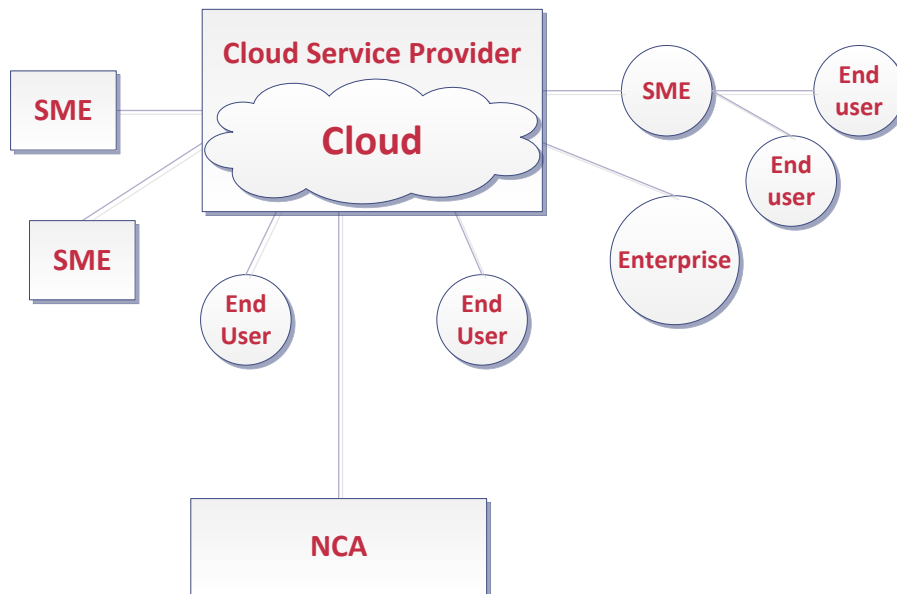 Cloud Service Provider
Cloud
SME
SME
SME
End
user
End
user
Enterprise
End
User
End
User
NCA